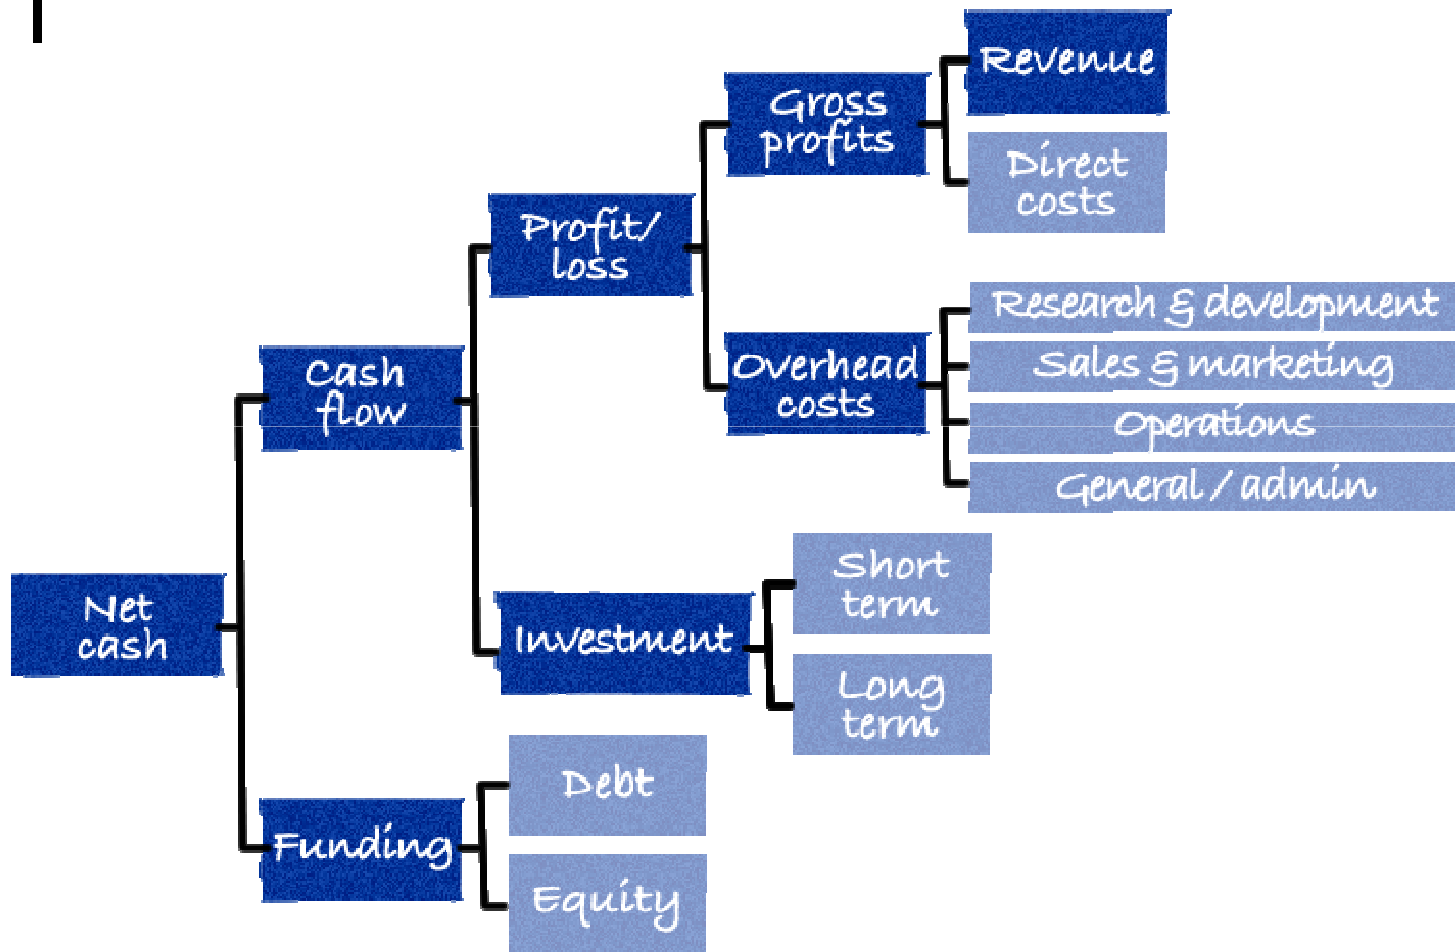 Revenue
Gross
profits
Direct
costs
Profit/
loss
Research & development
Sales & marketing
Operations
General / admin
Overhead
costs
Cash
flow
Short
term
Net
cash
Investment
Long
term
Debt
Funding
Equity